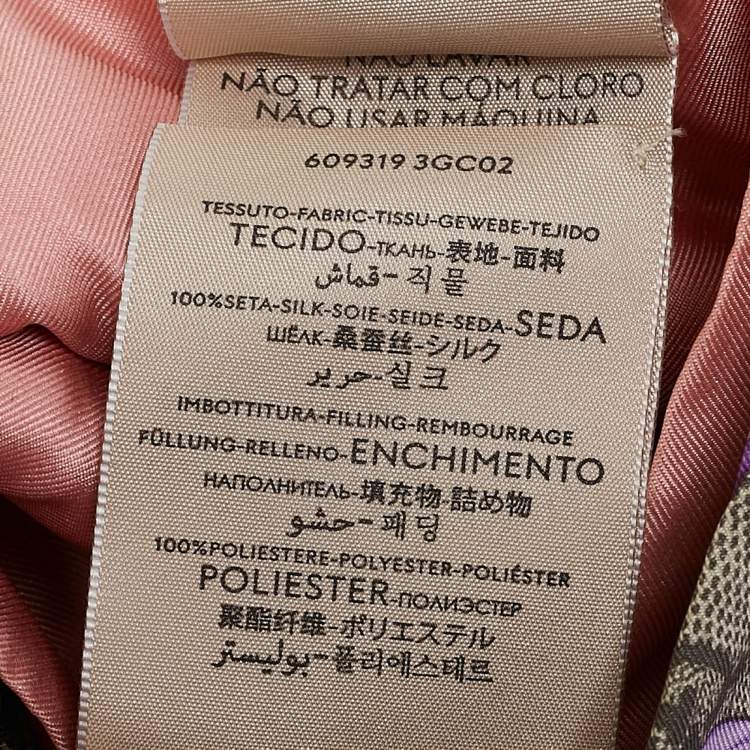 NÃO LAVAR
NÃO TRATAR COM CLORO
NÃO USAR MÁQUINA
609319 3GC02
TESSUTO-FABRIC-TISSU-GEWEBE-TEJIDO
TECIDO-ТКАНЬ-表地-面料
قماش-직물
100%SETA-SILK-SOIE-SEIDE-SEDA-SEDA
ШЁЛК-桑蚕丝-シルク
حرير-실크
IMBOTTITURA-FILLING-REMBOURRAGE
FÜLLUNG-RELLENO-ENCHIMENTO
НАПОЛНИТЕЛЬ-填充物-詰め物
حشو-패딩
100%POLIESTERE-POLYESTER-POLIÉSTER
POLIESTER-ПОЛИЭСТЕР
聚酯纤维-ポリエステル
بوليستر-폴리에스테르